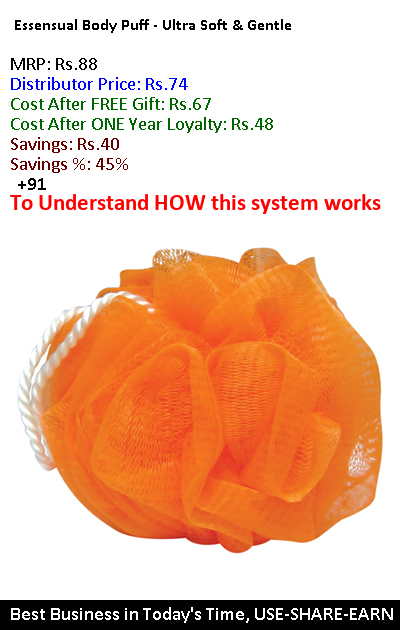 Essensual Body Puff - Ultra Soft & Gentle
MRP: Rs.88
Distributor Price: Rs.74
Cost After FREE Gift: Rs.67
Cost After ONE Year Loyalty: Rs.48
Savings: Rs.40
Savings %: 45%
+91
To Understand HOW this system works
Best Business in Today's Time, USE-SHARE-EARN